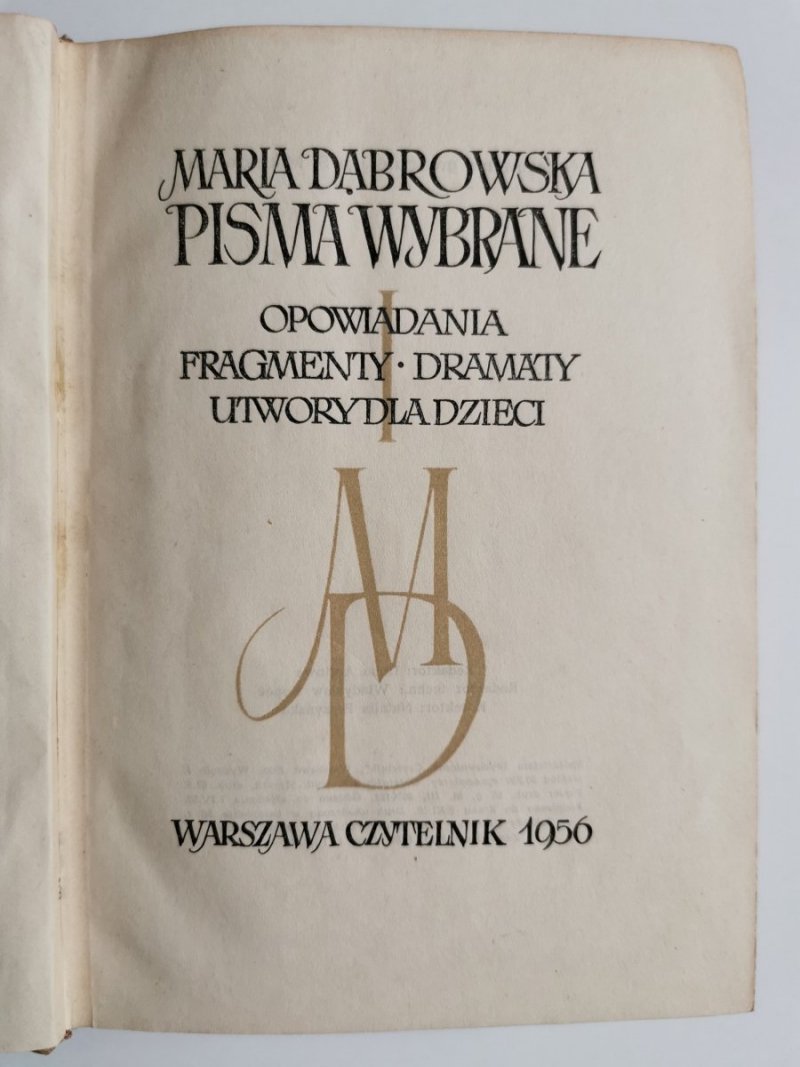 MARIA DĄBROWSKA
PISMA WYBRANE
I
OPOWIADANIA
FRAGMENTY · DRAMATY
UTWORY DLA DZIECI
MD
WARSZAWA CZYTELNIK 1956